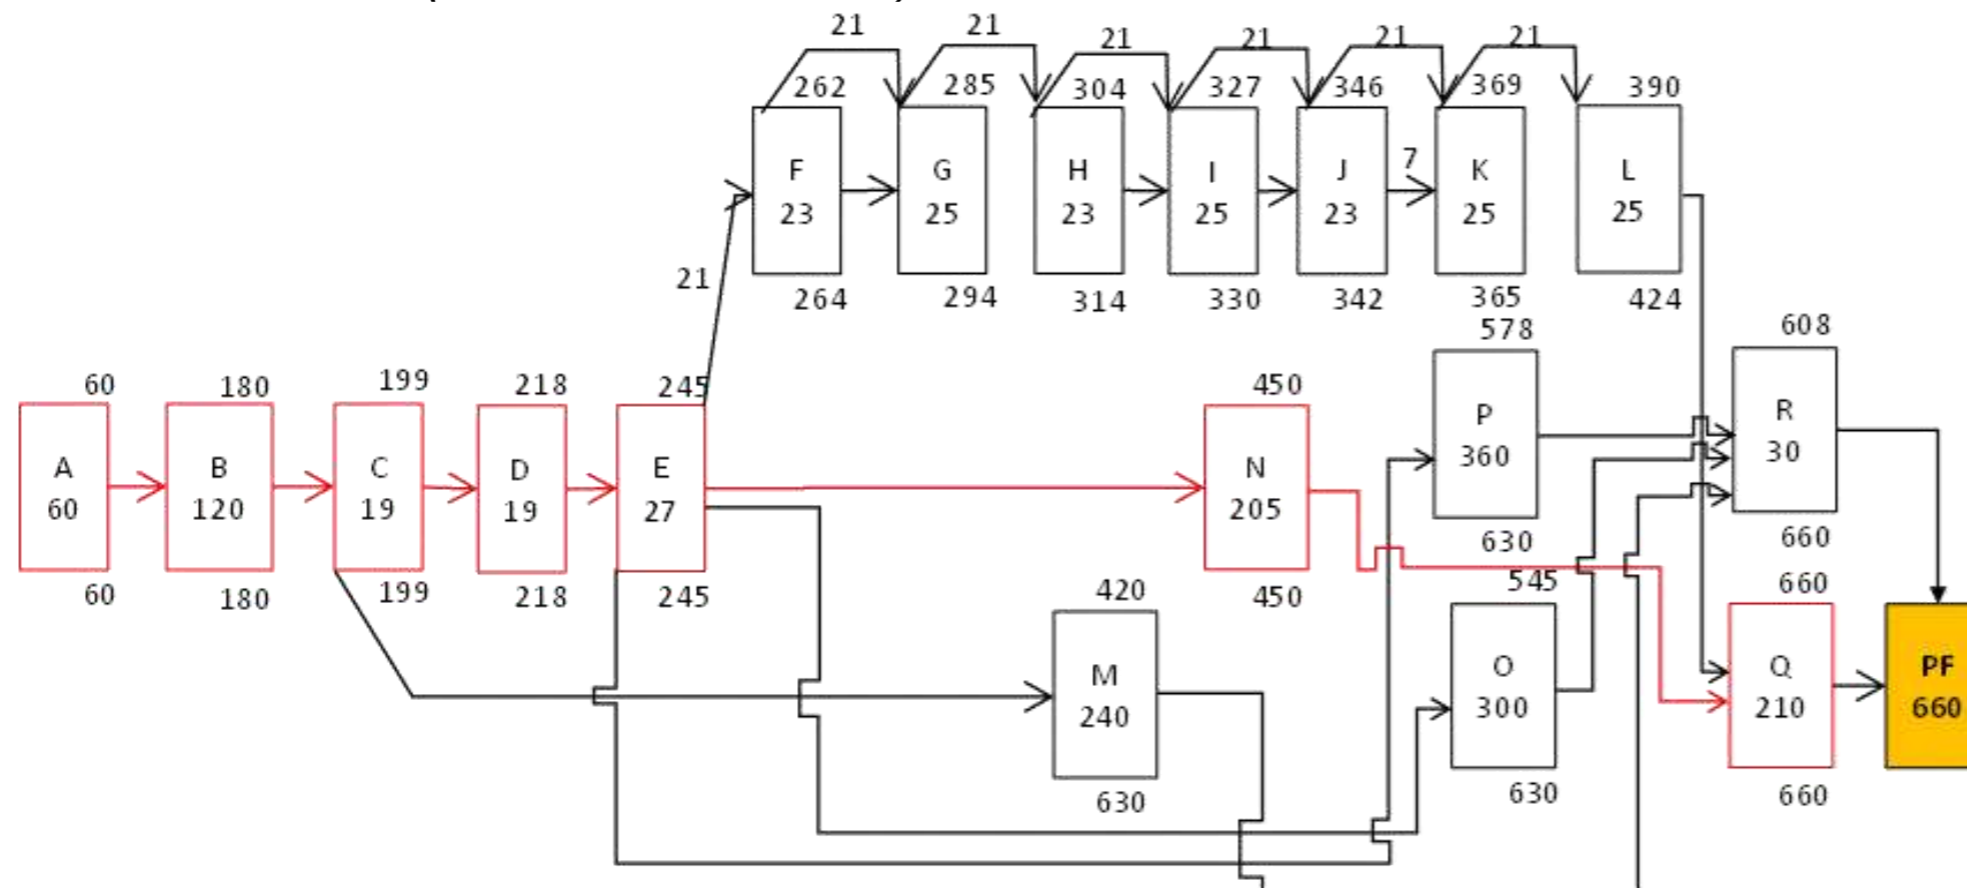 21 21 21 21 21 21
262 285 304 327 346 369 390
F G H I J 7 K L
23 25 23 25 23 25 25
21
264 294 314 330 342 365 424
578 608
60 180 199 218 245 450
P R
360 30
A B C D E N
60 120 19 19 27 205
630 660
60 180 199 218 245 450
420 545 660
M O Q PF
240 300 210 660
630 630 660